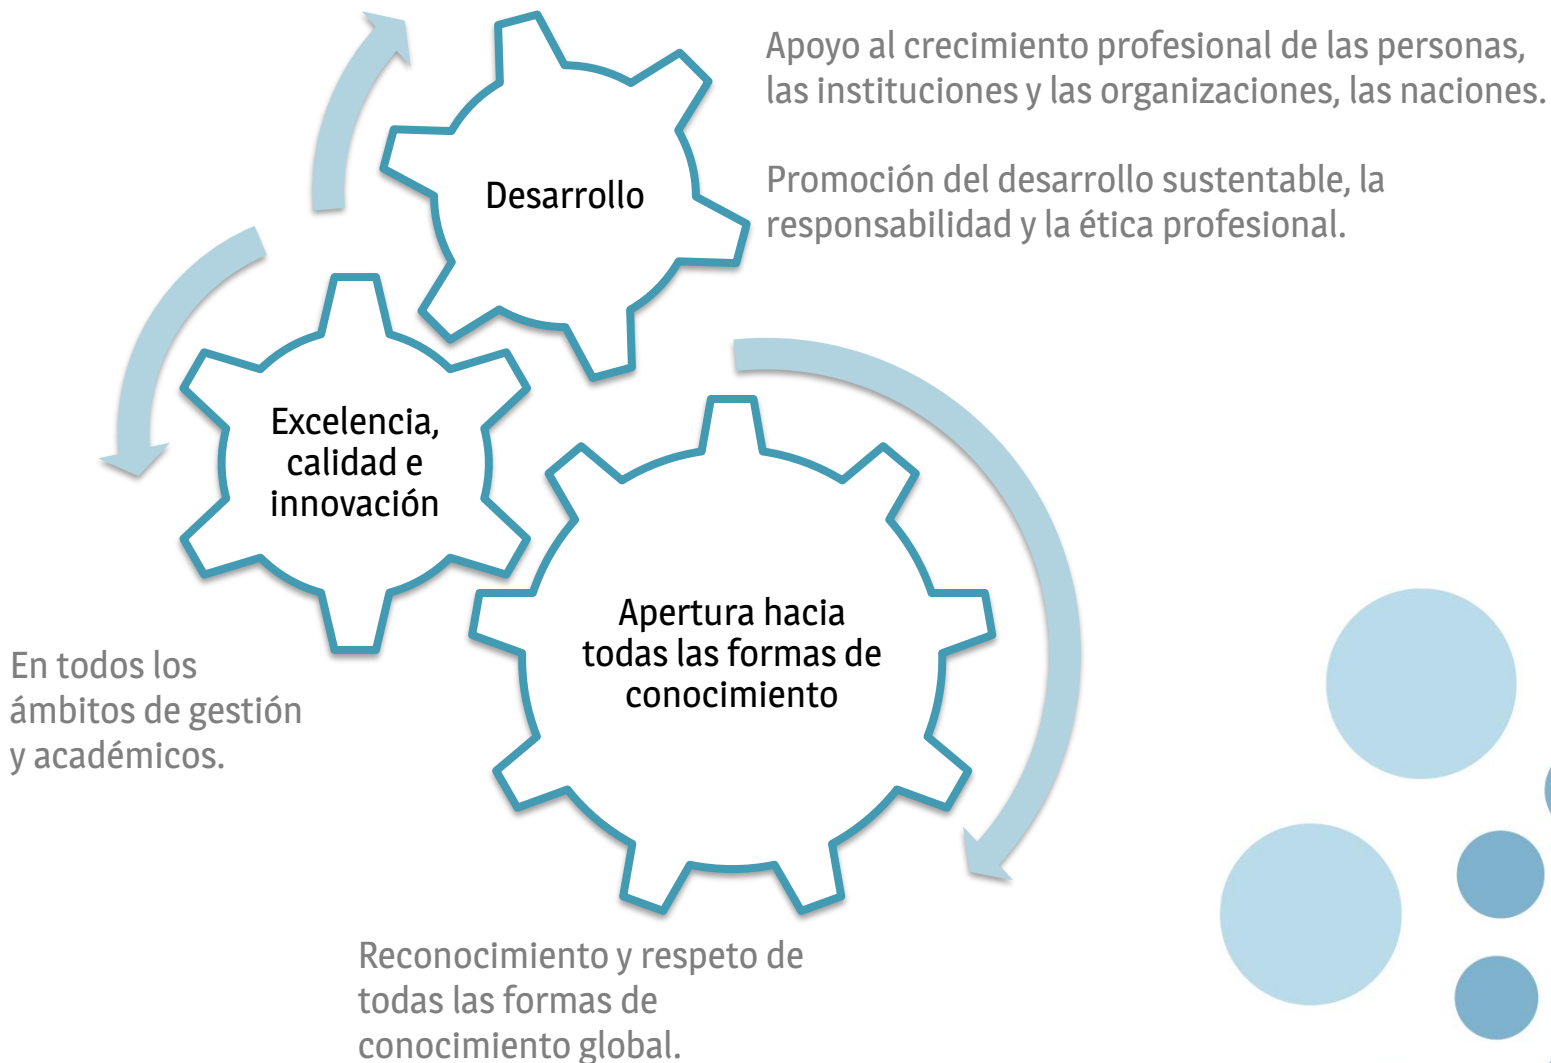 Apoyo al crecimiento profesional de las personas,
las instituciones y las organizaciones, las naciones.
Promoción del desarrollo sustentable, la
responsabilidad y la ética profesional.
Desarrollo
Excelencia,
calidad e
innovación
Apertura hacia
todas las formas de
conocimiento
En todos los
ámbitos de gestión
y académicos.
Reconocimiento y respeto de
todas las formas de
conocimiento global.